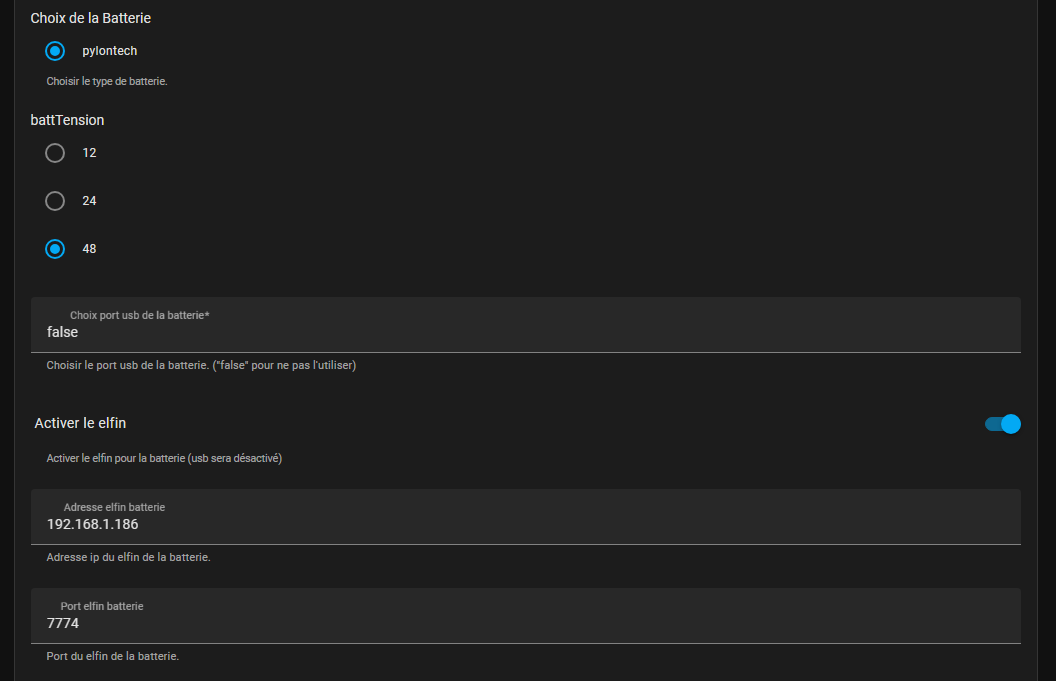 Choix de la Batterie
pylontech
Choisir le type de batterie.
battTension
12
24
48
Choix port usb de la batterie*
false
Choisir le port usb de la batterie. ("false" pour ne pas l'utiliser)
Activer le elfin
Activer le elfin pour la batterie (usb sera désactivé)
Adresse elfin batterie
192.168.1.186
Adresse ip du elfin de la batterie.
Port elfin batterie
7774
Port du elfin de la batterie.